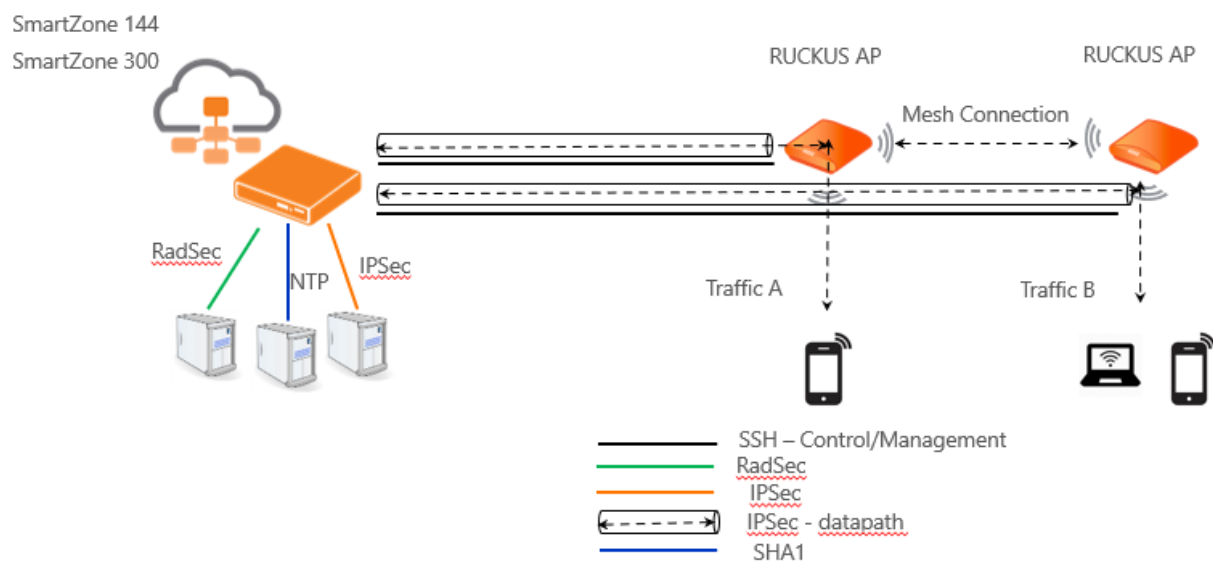 SmartZone 144
SmartZone 300
RUCKUS AP
RUCKUS AP
Mesh Connection
RadSec
NTP
IPSec
Traffic A
Traffic B
SSH – Control/Management
RadSec
IPSec
IPSec - datapath
SHA1